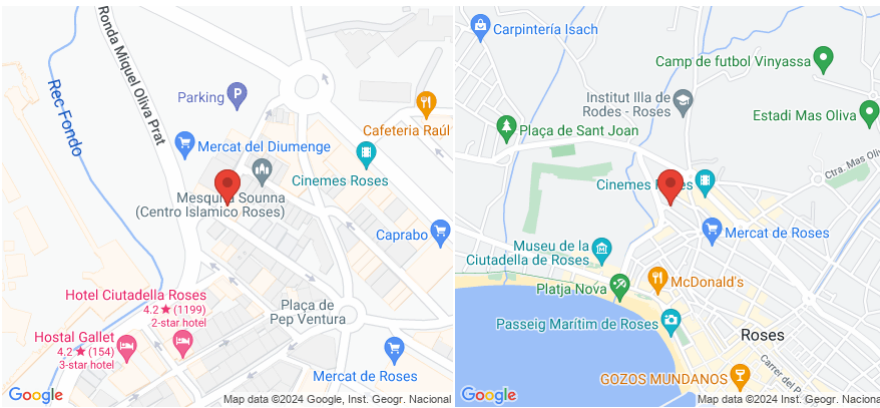 Ronda Miquel Oliva Prat
Rec Fondo
Parking
Cafeteria Raúl
Mercat del Diumenge
Cinemes Roses
Mesquita Sounna
(Centro Islamico Roses)
Caprabo
Hotel Ciutadella Roses
4.2★(1199)
2-star hotel
Plaça de
Pep Ventura
Hostal Gallet
4.2★(154)
3-star hotel
Mercat de Roses
Google
Map data ©2024 Google, Inst. Geogr. Nacional
Carpintería Isach
Camp de futbol Vinyassa
Institut Illa de
Rodes - Roses
Estadi Mas Oliva
Plaça de Sant Joan
Ctra. Mas Oliv
Cinemes Roses
Mercat de Roses
Museu de la
Ciutadella de Roses
McDonald's
Platja Nova
Passeig Marítim de Roses
Roses
Carrer del P
GOZOS MUNDANOS
Google
Map data ©2024 Google, Inst. Geogr. Naciona